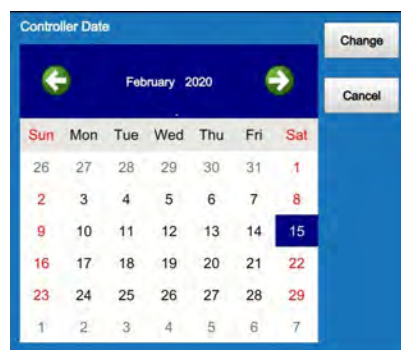 Controller Date
Change
February 2020
Cancel
Sun Mon Tue Wed Thu Fri Sat
26 27 28 29 30 31 1
2 3 4 5 6 7 8
9 10 11 12 13 14 15
16 17 18 19 20 21 22
23 24 25 26 27 28 29
1 2 3 4 5 6 7